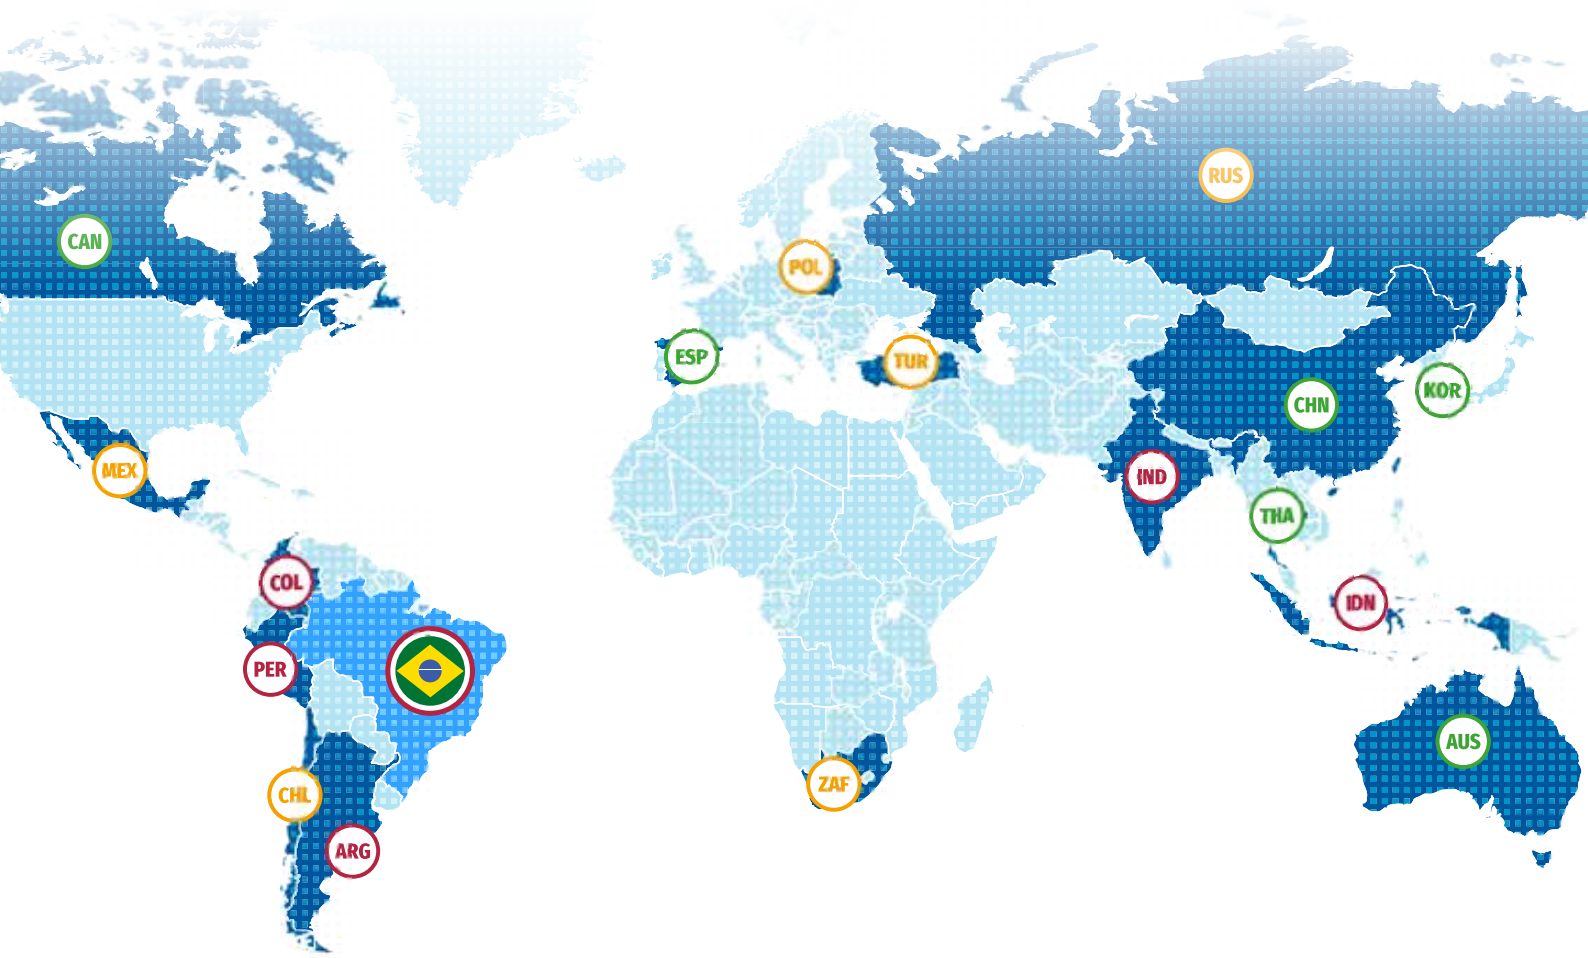 RUS
CAN
POL
ESP
TUR
KOR
CHN
MEX
IND
THA
COL
IDN
PER
AUS
ZAF
CHL
ARG